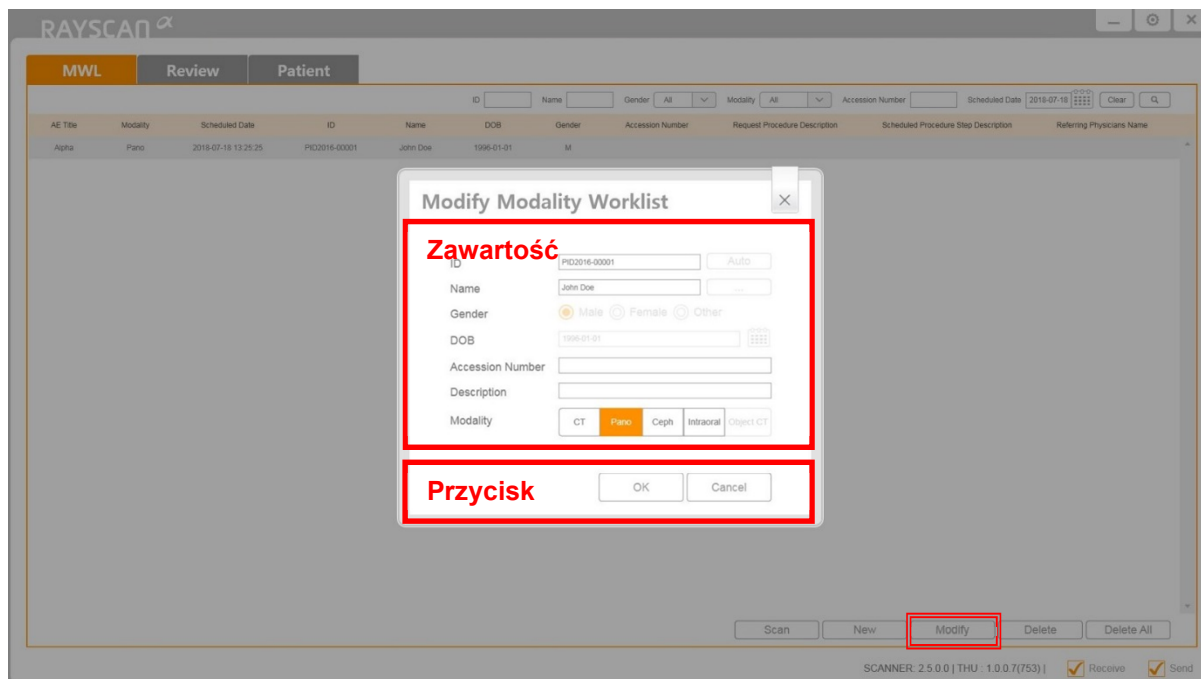 RAYSCAN α
MWL Review Patient
ID Name Gender All Modality All Accession Number Scheduled Date 2018-07-18 Clear
AE Title Modality Scheduled Date ID Name DOB Gender Accession Number Request Procedure Description Scheduled Procedure Step Description Referring Physicians Name
Alpha Pano 2018-07-18 13:25:25 PID2016-00001 John Doe 1996-01-01 M
Modify Modality Worklist
Zawartość
ID PID2016-00001 Auto
Name John Doe ...
Gender Male Female Other
DOB 1996-01-01
Accession Number
Description
Modality CT Pano Ceph Intraoral Object CT
Przycisk OK Cancel
Scan New Modify Delete Delete All
SCANNER: 2.5.0.0 | THU : 1.0.0.7(753) | Receive Send